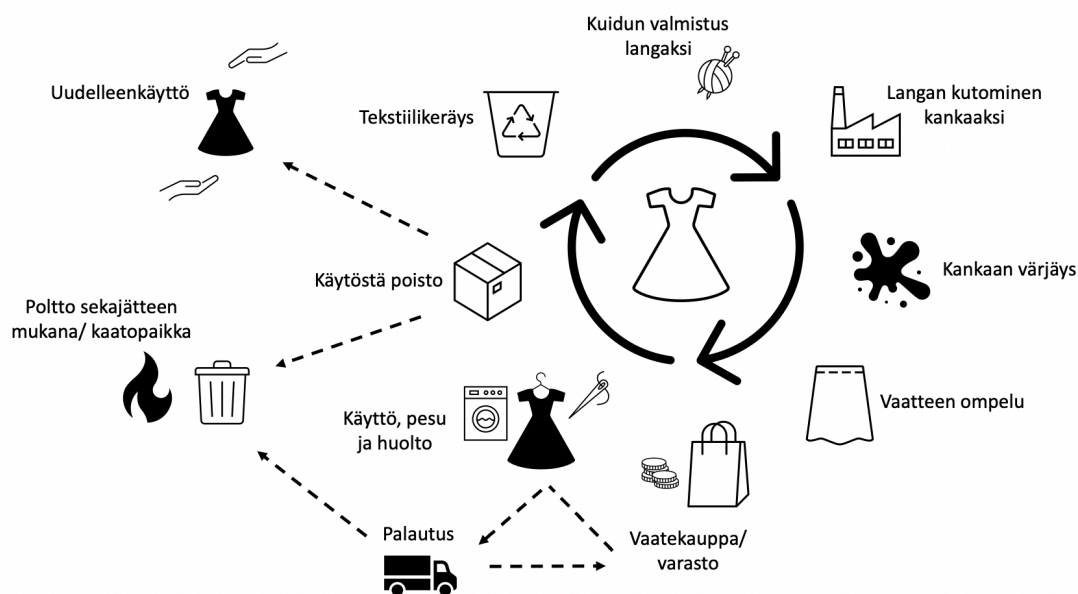 Kuidun valmistus
langaksi
Uudelleenkäyttö
Tekstiilikeräys
Langan kutominen
kankaaksi
Käytöstä poisto
Kankaan värjäys
Poltto sekajätteen
mukana/ kaatopaikka
Käyttö, pesu
ja huolto
Vaatteen ompelu
Palautus
Vaatekauppa/
varasto